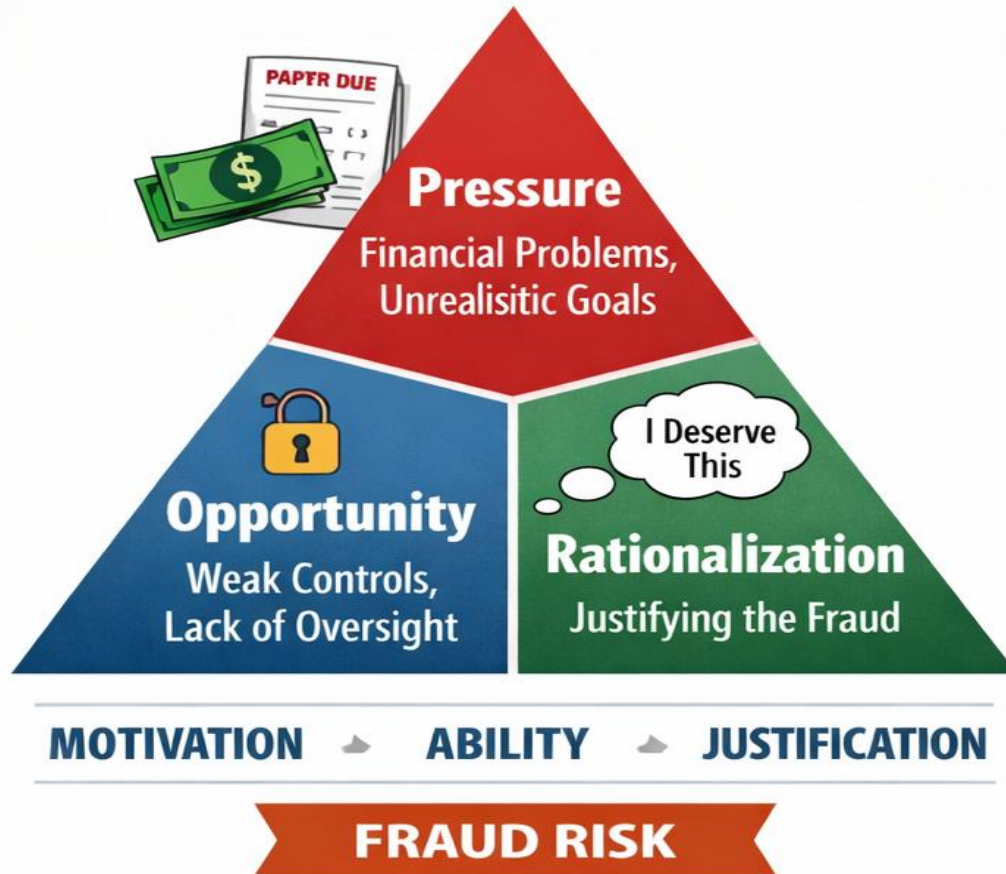 PAPTR DUE
$
Pressure
Financial Problems,
Unrealisitic Goals
I Deserve
This
Opportunity
Weak Controls,
Lack of Oversight
Rationalization
Justifying the Fraud
MOTIVATION ABILITY JUSTIFICATION
FRAUD RISK